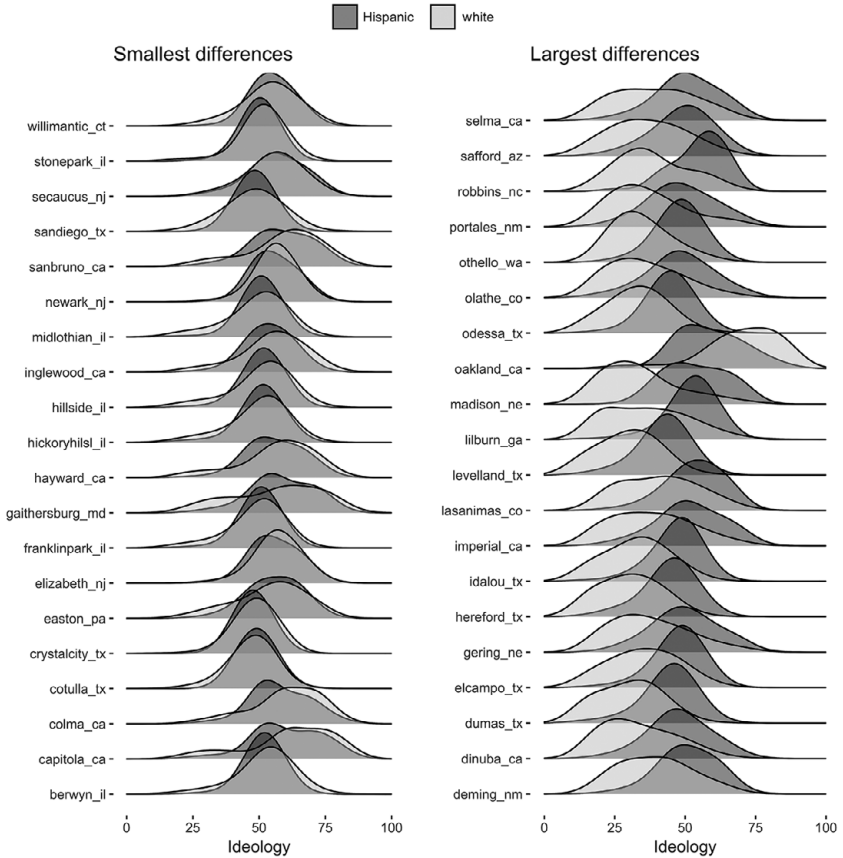 Hispanic
white
Smallest differences
Largest differences
willimantic_ct
stonepark_il
secaucus_nj
sandiego_tx
sanbruno_ca
newark_nj
midlothian_il
inglewood_ca
hillside_il
hickoryhilsl_il
hayward_ca
gaithersburg_md
franklinpark_il
elizabeth_nj
easton_pa
crystalcity_tx
cotulla_tx
colma_ca
capitola_ca
berwyn_il
0 25 50 75 100
Ideology
selma_ca
safford_az
robbins_nc
portales_nm
othello_wa
olathe_co
odessa_tx
oakland_ca
madison_ne
lilburn_ga
levelland_tx
lasanimas_co
imperial_ca
idalou_tx
hereford_tx
gering_ne
elcampo_tx
dumas_tx
dinuba_ca
deming_nm
0 25 50 75 100
Ideology